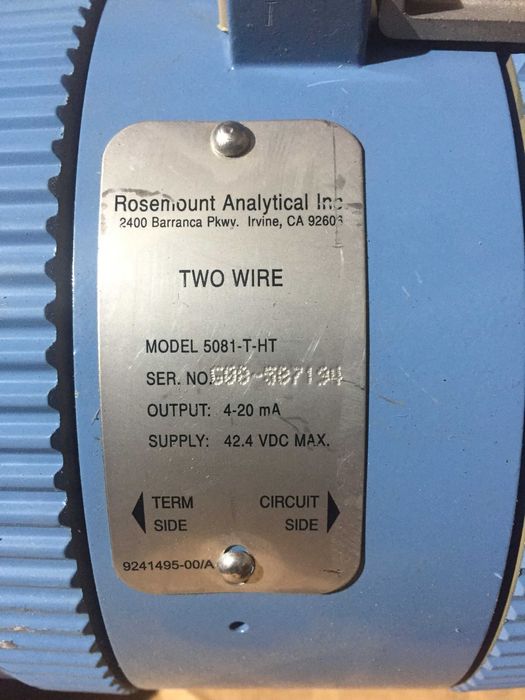 Rosemount Analytical Inc.
2400 Barranca Pkwy. Irvine, CA 92606
TWO WIRE
MODEL 5081-T-HT
SER. NO.
OUTPUT: 4-20 mA
SUPPLY: 42.4 VDC MAX.
TERM CIRCUIT
SIDE SIDE
9241495-00/A